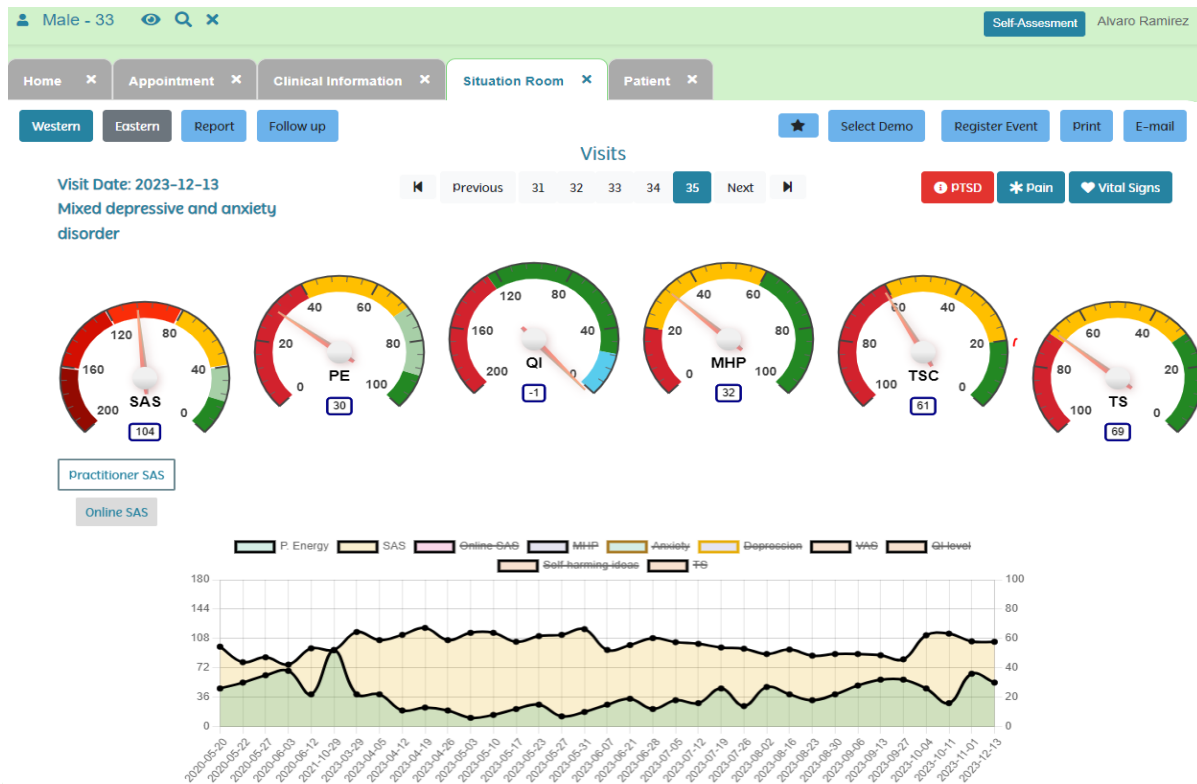 Male - 33 Self-Assesment Alvaro Ramirez
Home Appointment Clinical Information Situation Room Patient
Western Eastern Report Follow up Select Demo Register Event Print E-mail
Visits
Visit Date: 2023-12-13
Mixed depressive and anxiety
disorder
Previous 31 32 33 34 35 Next
PTSD Pain Vital Signs
200 160 120 80 40 0
SAS
104
0 20 40 60 80 100
PE
30
200 160 120 80 40 0
QI
-1
0 20 40 60 80 100
MHP
32
100 80 60 40 20 0
TSC
61
100 80 60 40 20 0
TS
69
Practitioner SAS
Online SAS
P. Energy SAS Online SAS MHP Anxiety Depression VAS QI level
Self harming ideas TS
180 100
144 80
108 60
72 40
36 20
0 0
2020-05-20 2020-05-22 2020-05-27 2020-06-03 2020-06-12 2021-10-29 2023-03-29 2023-04-05 2023-04-12 2023-04-19 2023-04-26 2023-05-03 2023-05-10 2023-05-17 2023-05-23 2023-05-27 2023-05-31 2023-06-07 2023-06-21 2023-06-28 2023-07-05 2023-07-12 2023-07-19 2023-07-26 2023-08-02 2023-08-16 2023-08-23 2023-08-30 2023-09-06 2023-09-13 2023-09-27 2023-10-04 2023-10-11 2023-11-01 2023-12-13